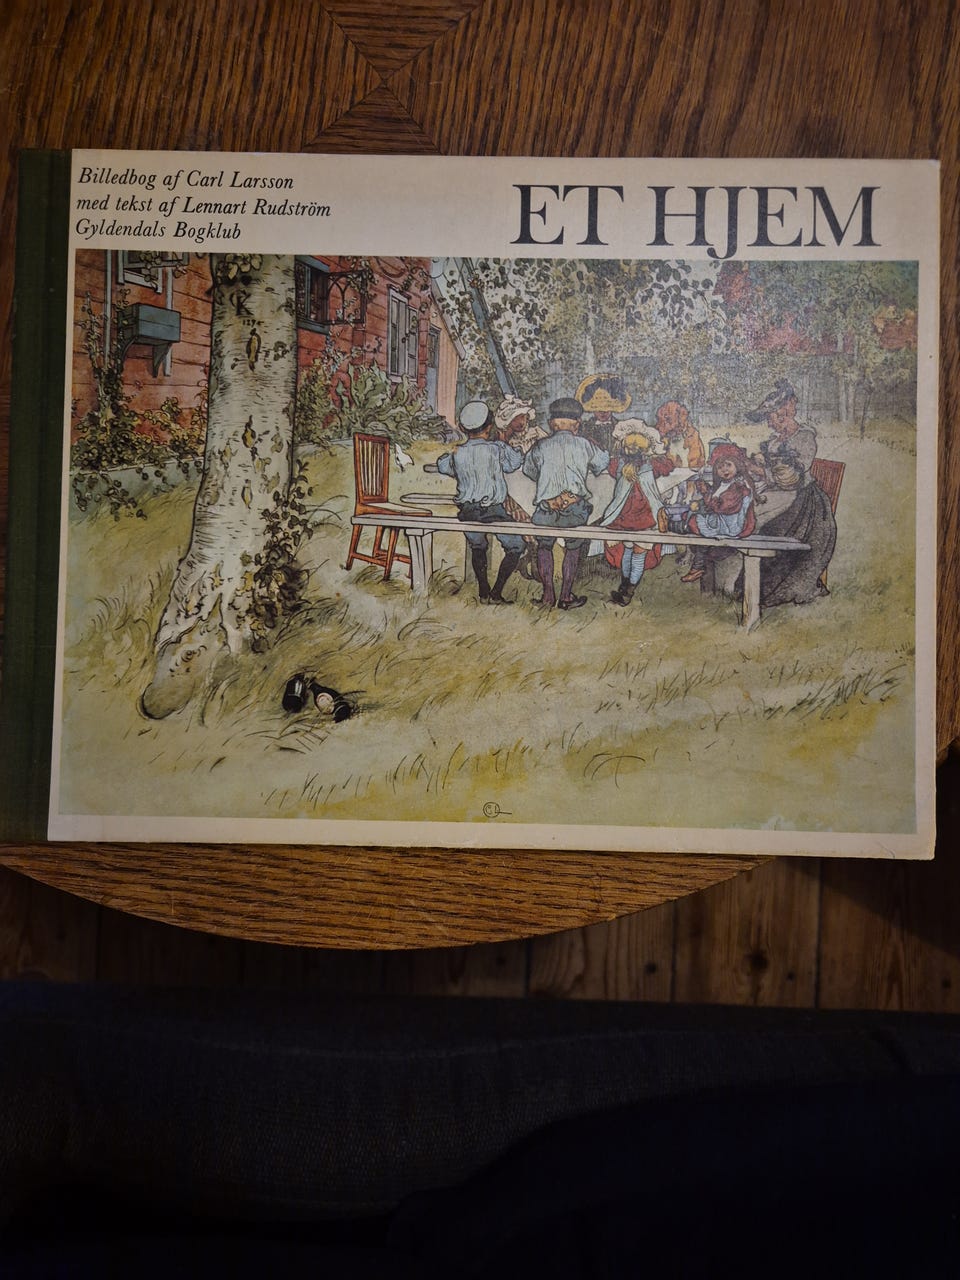 Billedbog af Carl Larsson
med tekst af Lennart Rudström
Gyldendals Bogklub
ET HJEM
K